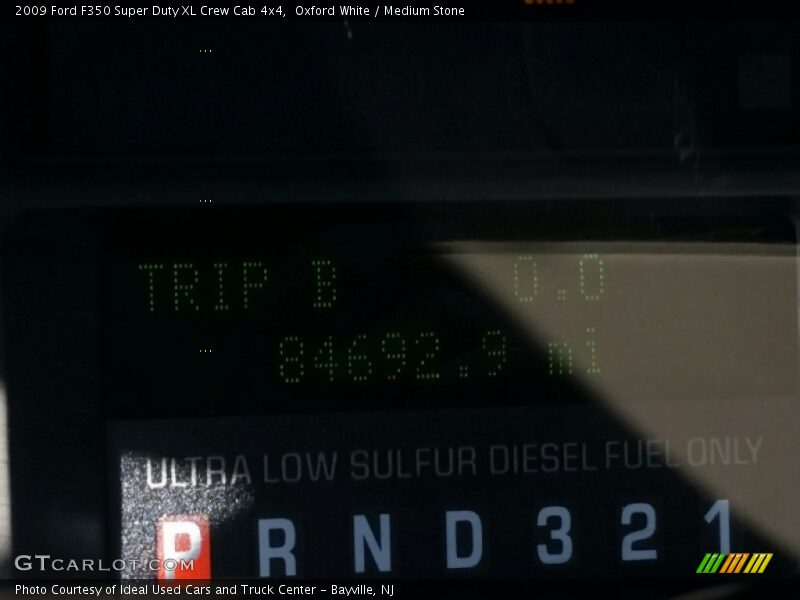 2009 Ford F350 Super Duty XL Crew Cab 4x4, Oxford White / Medium Stone
TRIP B 0.0
84692.9 mi
ULTRA LOW SULFUR DIESEL FUEL ONLY
P R N D 3 2 1
GTCARLOT.COM
Photo Courtesy of Ideal Used Cars and Truck Center - Bayville, NJ